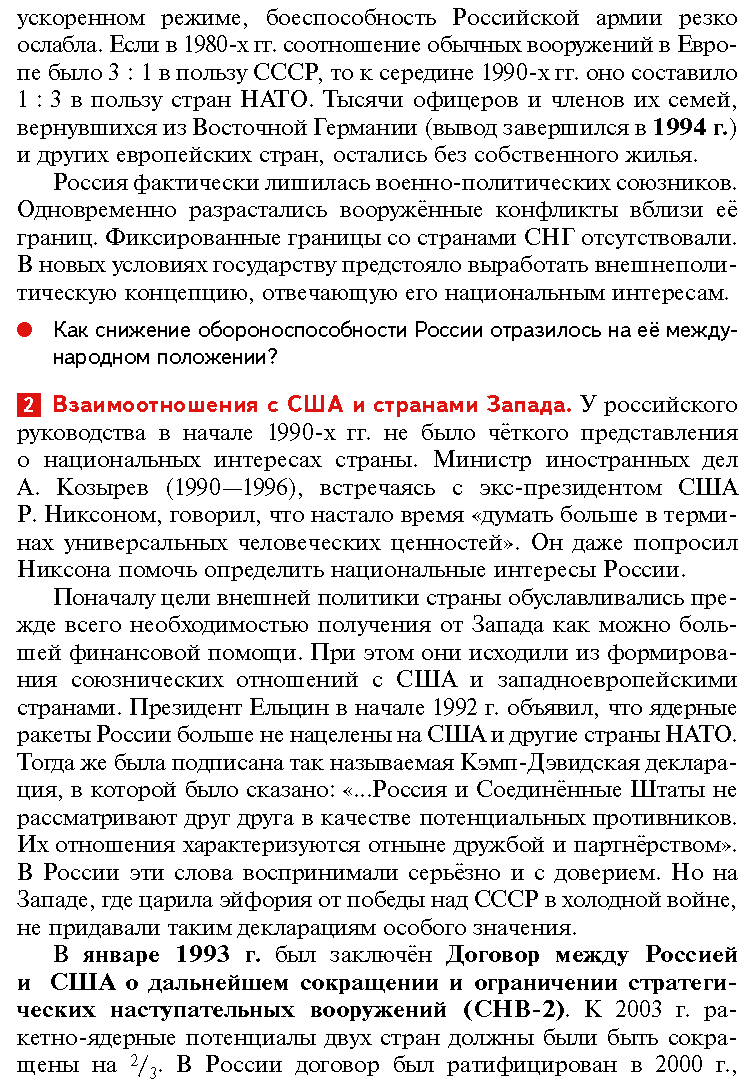 ускоренном режиме, боеспособность Российской армии резко
ослабла. Если в 1980-х гг. соотношение обычных вооружений в Евро-
пе было 3 : 1 в пользу СССР, то к середине 1990-х гг. оно составило
1 : 3 в пользу стран НАТО. Тысячи офицеров и членов их семей,
вернувшихся из Восточной Германии (вывод завершился в 1994 г.)
и других европейских стран, остались без собственного жилья.
Россия фактически лишилась военно-политических союзников.
Одновременно разрастались вооружённые конфликты вблизи её
границ. Фиксированные границы со странами СНГ отсутствовали.
В новых условиях государству предстояло выработать внешнеполи-
тическую концепцию, отвечающую его национальным интересам.
● Как снижение обороноспособности России отразилось на её между-
народном положении?
2 Взаимоотношения с США и странами Запада. У российского
руководства в начале 1990-х гг. не было чёткого представления
о национальных интересах страны. Министр иностранных дел
А. Козырев (1990—1996), встречаясь с экс-президентом США
Р. Никсоном, говорил, что настало время «думать больше в терми-
нах универсальных человеческих ценностей». Он даже попросил
Никсона помочь определить национальные интересы России.
Поначалу цели внешней политики страны обуславливались пре-
жде всего необходимостью получения от Запада как можно боль-
шей финансовой помощи. При этом они исходили из формирова-
ния союзнических отношений с США и западноевропейскими
странами. Президент Ельцин в начале 1992 г. объявил, что ядерные
ракеты России больше не нацелены на США и другие страны НАТО.
Тогда же была подписана так называемая Кэмп-Дэвидская деклара-
ция, в которой было сказано: «...Россия и Соединённые Штаты не
рассматривают друг друга в качестве потенциальных противников.
Их отношения характеризуются отныне дружбой и партнёрством».
В России эти слова воспринимали серьёзно и с доверием. Но на
Западе, где царила эйфория от победы над СССР в холодной войне,
не придавали таким декларациям особого значения.
В январе 1993 г. был заключён Договор между Россией
и США о дальнейшем сокращении и ограничении стратеги-
ческих наступательных вооружений (СНВ-2). К 2003 г. ра-
кетно-ядерные потенциалы двух стран должны были быть сокра-
щены на 2/3. В России договор был ратифицирован в 2000 г.,